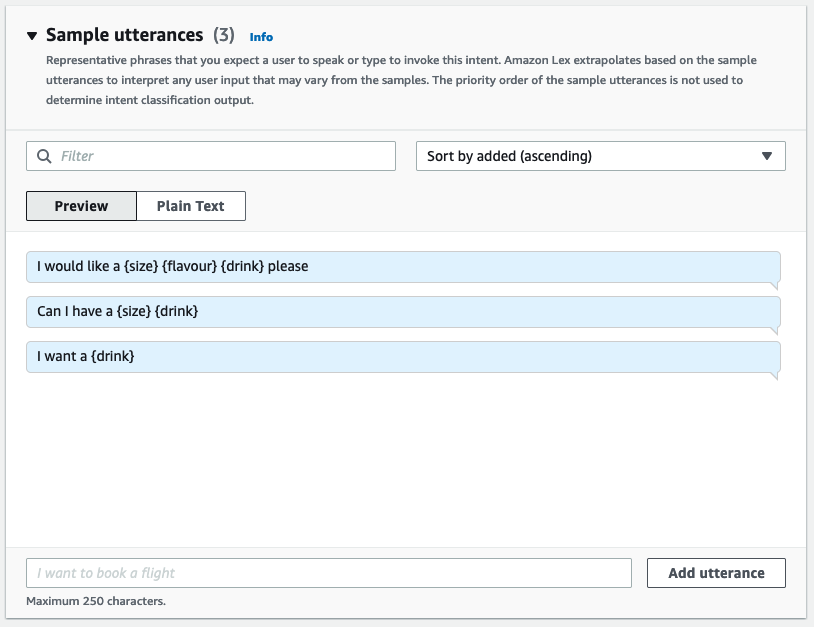 Sample utterances (3) Info
Representative phrases that you expect a user to speak or type to invoke this intent. Amazon Lex extrapolates based on the sample
utterances to interpret any user input that may vary from the samples. The priority order of the sample utterances is not used to
determine intent classification output.
Filter
Sort by added (ascending)
Preview
Plain Text
I would like a {size} {flavour} {drink} please
Can I have a {size} {drink}
I want a {drink}
I want to book a flight
Add utterance
Maximum 250 characters.